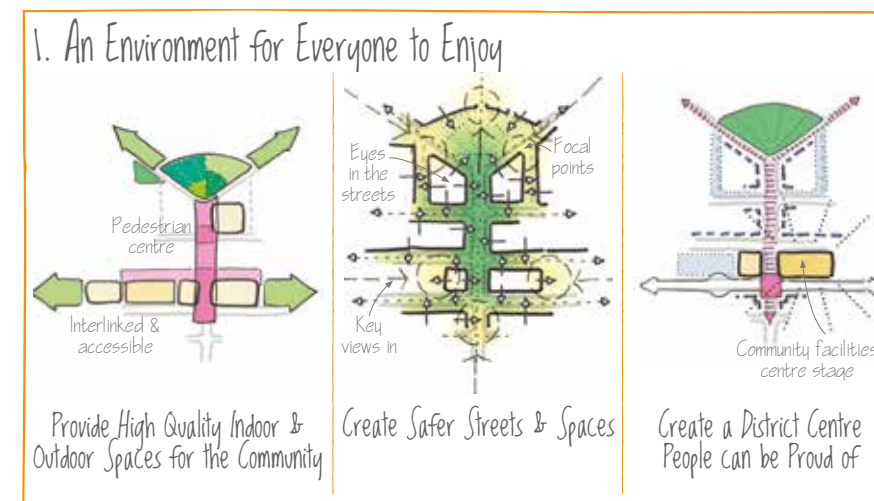 1. An Environment for Everyone to Enjoy
Pedestrian
centre
Interlinked &
accessible
Provide High Quality Indoor &
Outdoor Spaces for the Community
Eyes
in the
streets
Focal
points
Key
views in
Create Safer Streets & Spaces
Community facilities
centre stage
Create a District Centre
People can be Proud of